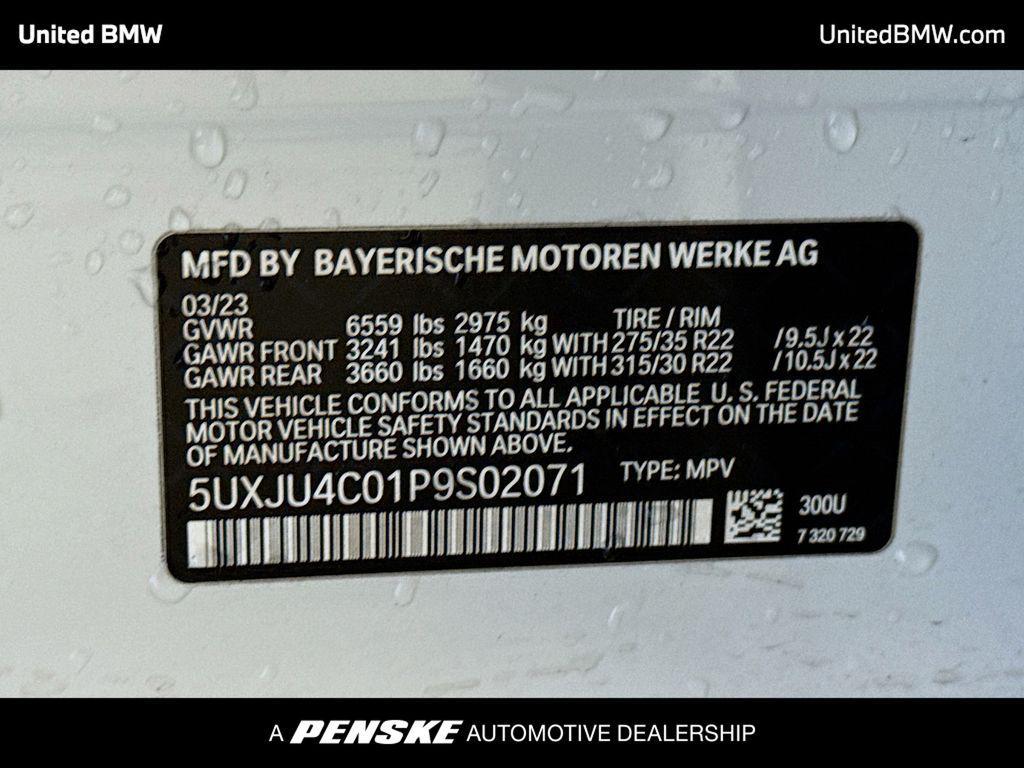 United BMW
UnitedBMW.com
MFD BY BAYERISCHE MOTOREN WERKE AG
03/23
GVWR 6559 lbs 2975 kg TIRE / RIM
GAWR FRONT 3241 lbs 1470 kg WITH 275/35 R22 /9.5J x 22
GAWR REAR 3660 lbs 1660 kg WITH 315/30 R22 /10.5J x 22
THIS VEHICLE CONFORMS TO ALL APPLICABLE U. S. FEDERAL
MOTOR VEHICLE SAFETY STANDARDS IN EFFECT ON THE DATE
OF MANUFACTURE SHOWN ABOVE.
5UXJU4C01P9S02071 TYPE: MPV
300U
7 320 729
A PENSKE AUTOMOTIVE DEALERSHIP